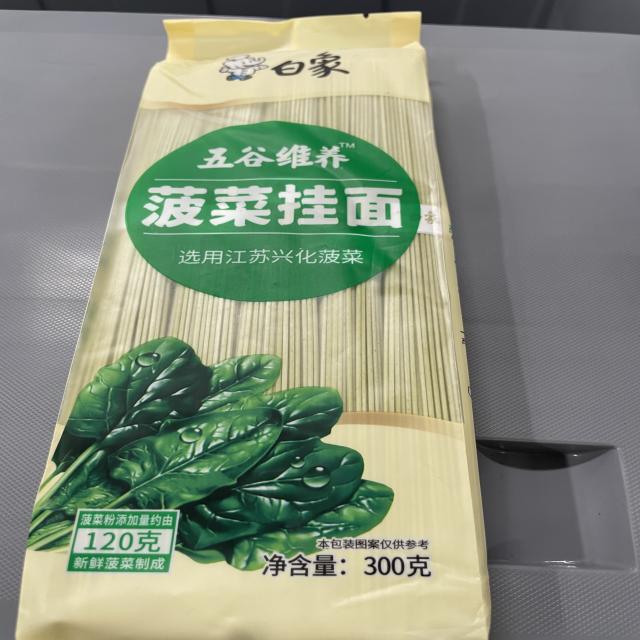 白象
五谷维养™
菠菜挂面
选用江苏兴化菠菜
菠菜粉添加量约由
120克
新鲜菠菜制成
本包装图案仅供参考
净含量：300克